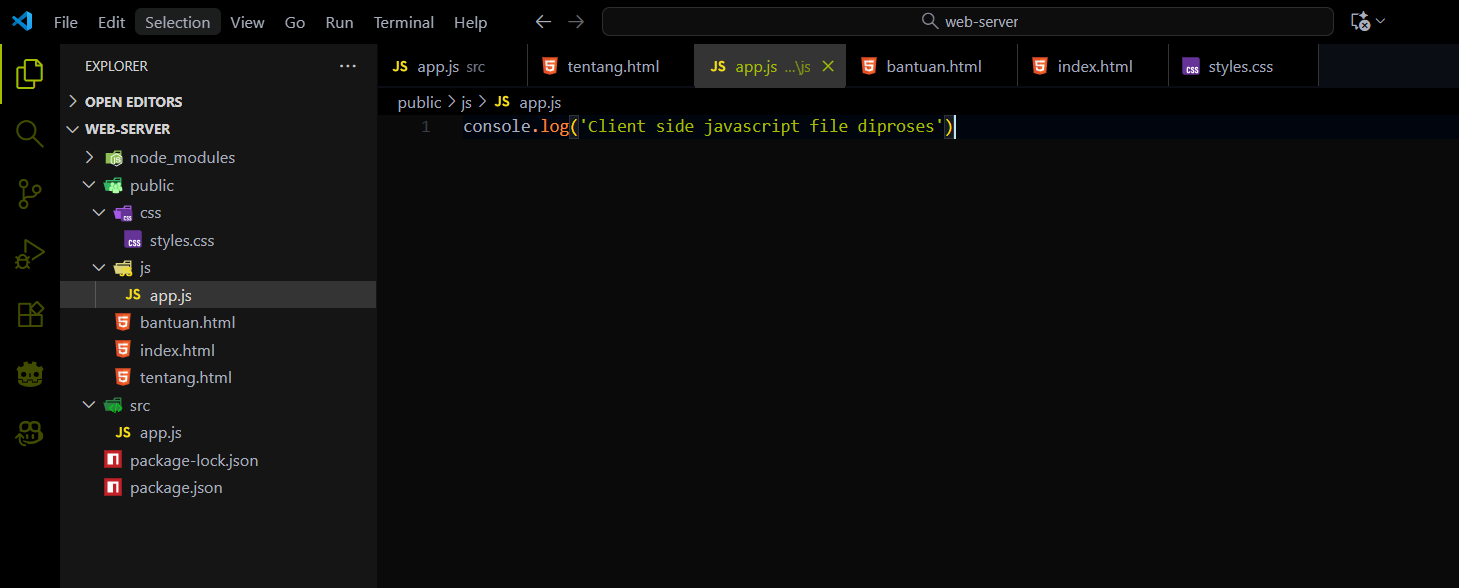 File Edit Selection View Go Run Terminal Help web-server
EXPLORER
JS app.js src tentang.html JS app.js ...\js bantuan.html index.html css styles.css
OPEN EDITORS
public > js > JS app.js
WEB-SERVER
1 console.log('Client side javascript file diproses')
node_modules
public
css
css styles.css
js
JS app.js
bantuan.html
index.html
tentang.html
src
JS app.js
package-lock.json
package.json